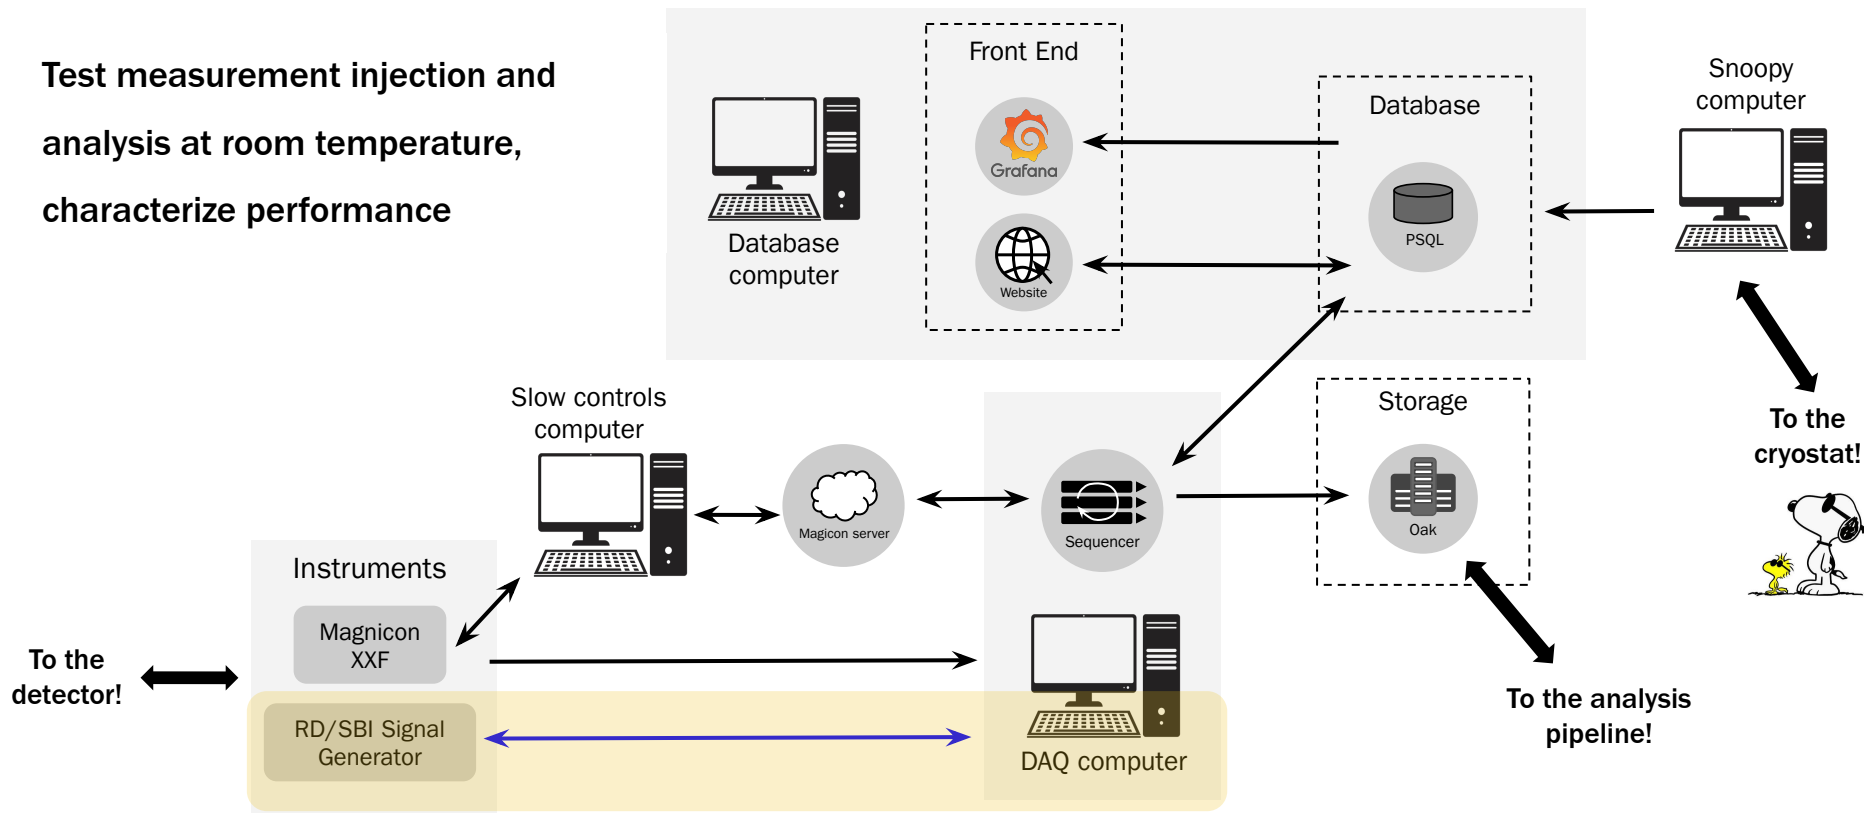 Test measurement injection and
analysis at room temperature,
characterize performance
Front End
Grafana
Website
Database
computer
Database
PSQL
Snoopy
computer
To the
cryostat!
Slow controls
computer
Magicon server
Sequencer
Storage
Oak
Instruments
Magnicon
XXF
To the
detector!
RD/SBI Signal
Generator
DAQ computer
To the analysis
pipeline!